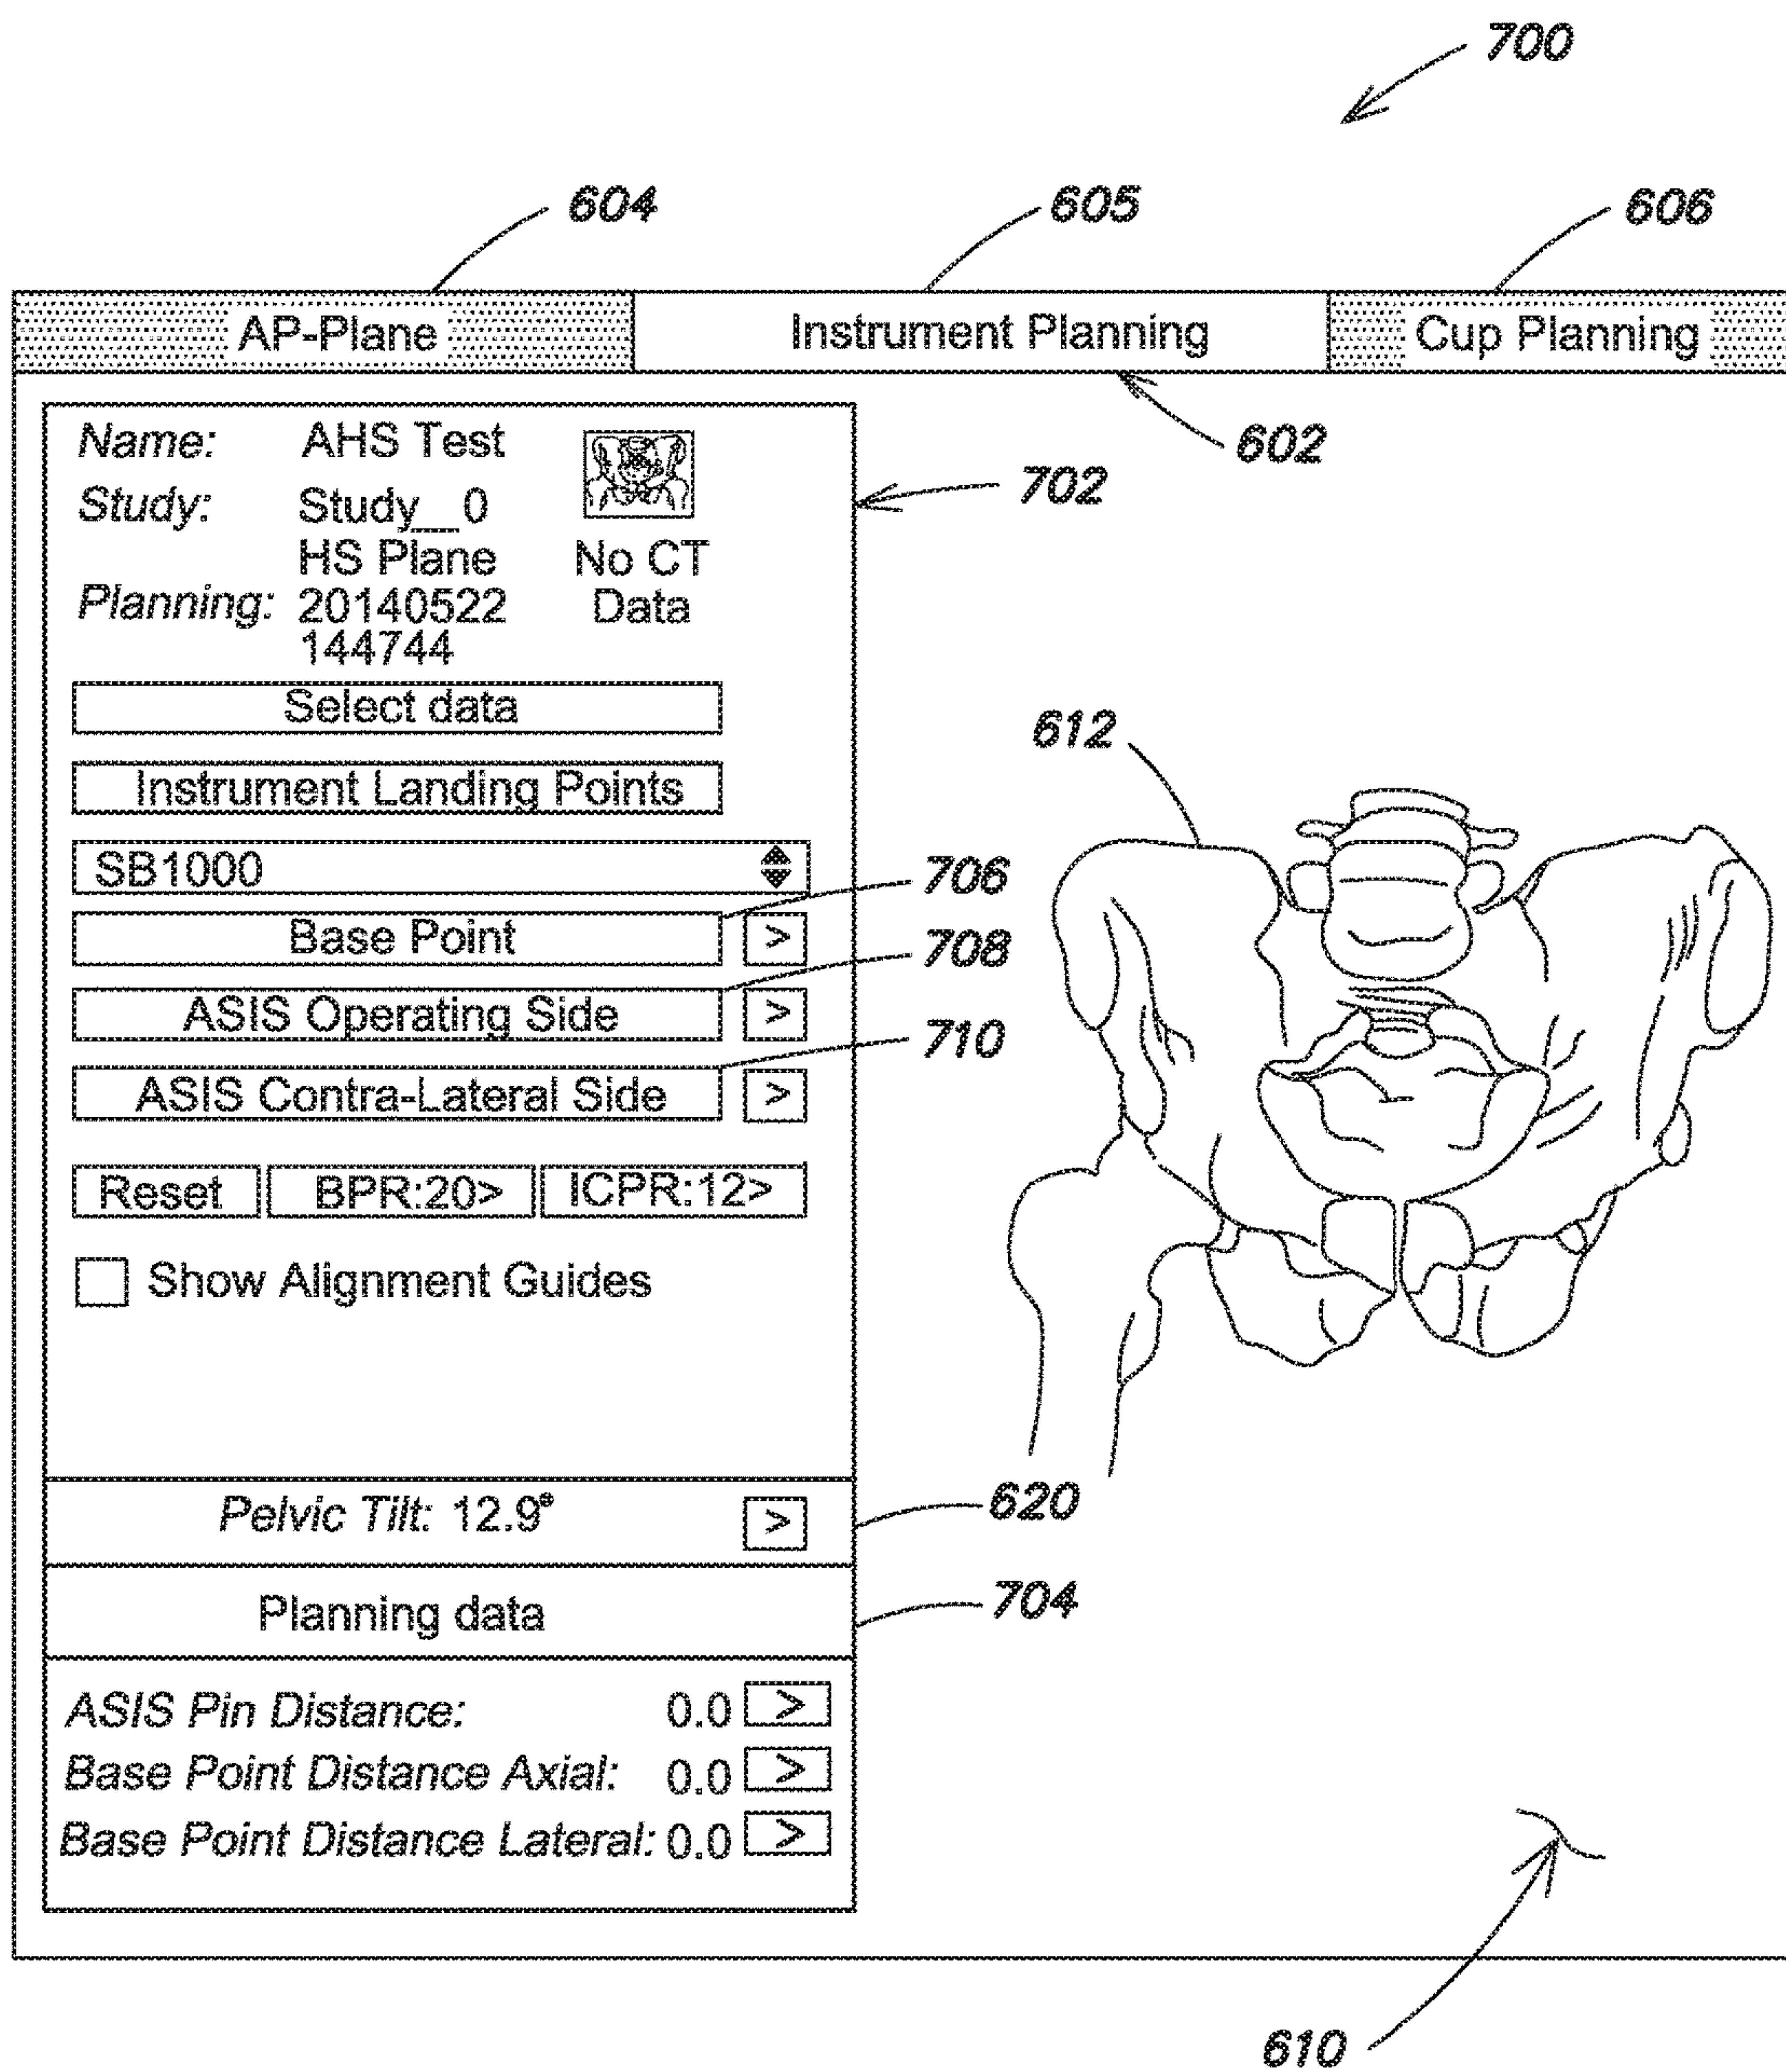 700
604
605
606
AP-Plane
Instrument Planning
Cup Planning
602
Name: AHS Test
702
Study: Study__0
HS Plane
No CT
Planning: 20140522
Data
144744
Select data
612
Instrument Landing Points
SB1000
706
Base Point >
708
ASIS Operating Side >
710
ASIS Contra-Lateral Side >
Reset BPR:20> ICPR:12>
Show Alignment Guides
Pelvic Tilt: 12.9° >
620
Planning data
704
ASIS Pin Distance: 0.0 >
Base Point Distance Axial: 0.0 >
Base Point Distance Lateral: 0.0 >
610